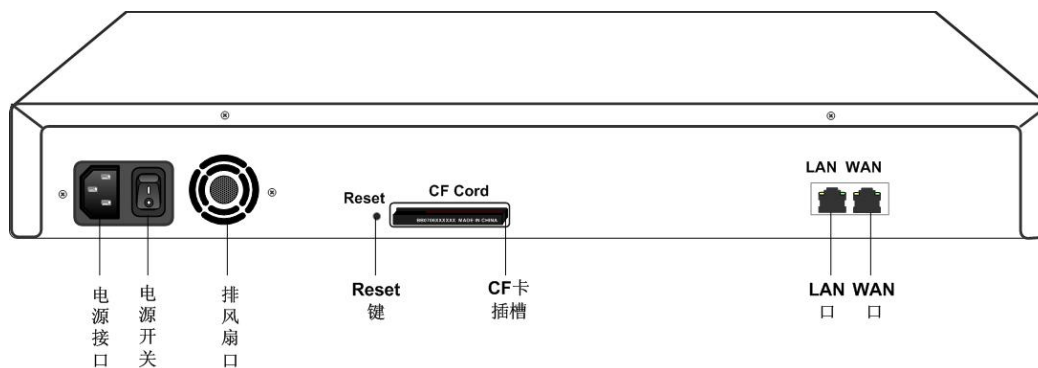 LAN WAN
Reset
CF Cord
电源接口
电源开关
排风扇口
Reset
键
CF卡
插槽
LAN
口
WAN
口